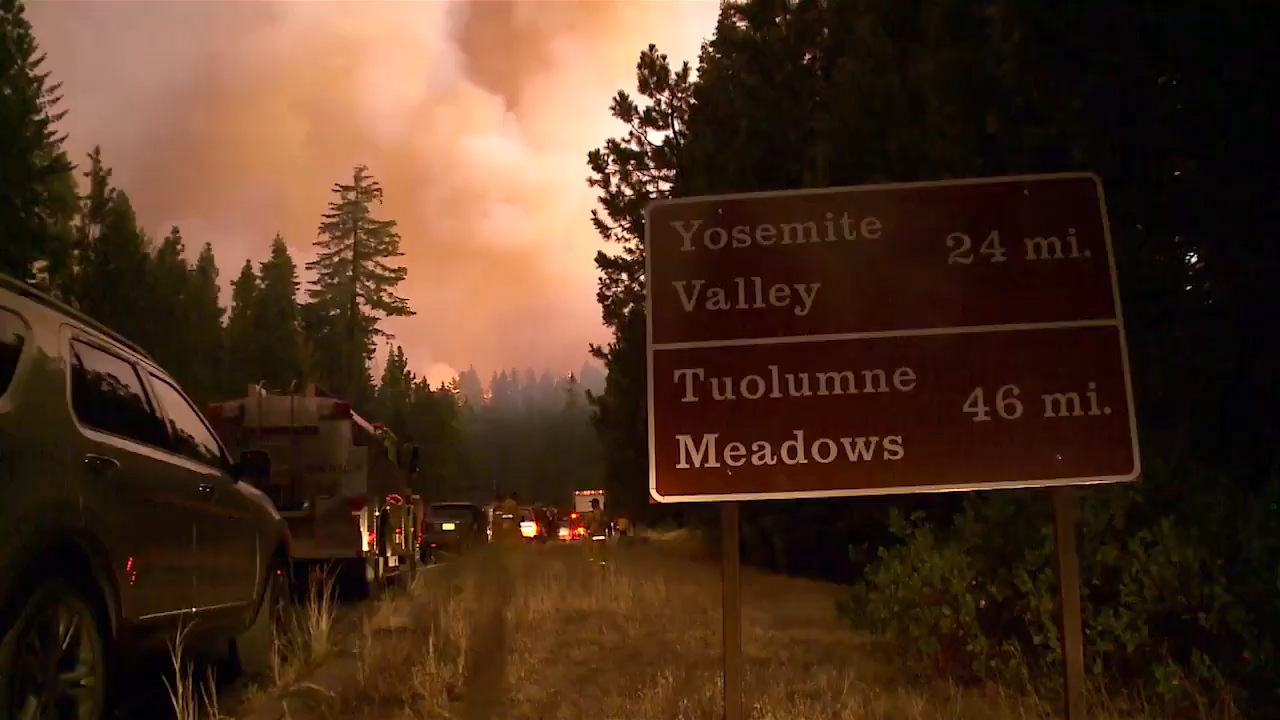 Yosemite
Valley
24 mi.
Tuolumne
Meadows
46 mi.